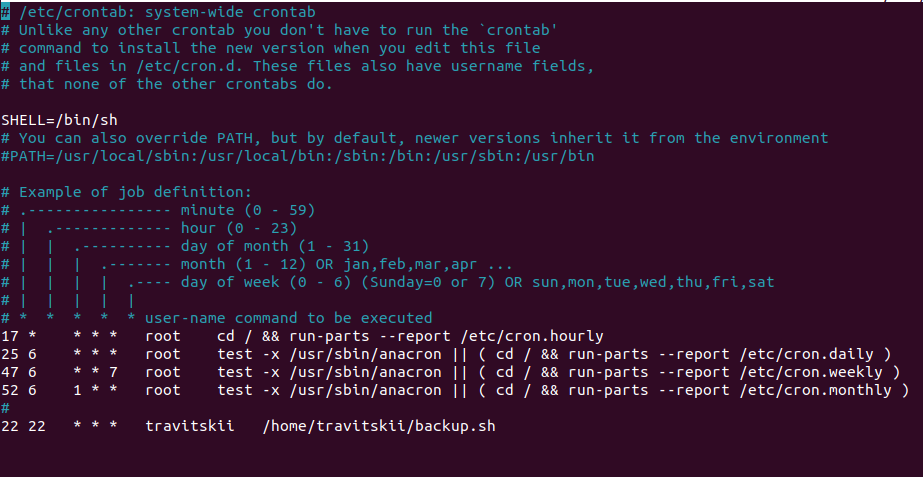 # /etc/crontab: system-wide crontab
# Unlike any other crontab you don't have to run the `crontab'
# command to install the new version when you edit this file
# and files in /etc/cron.d. These files also have username fields,
# that none of the other crontabs do.

SHELL=/bin/sh
# You can also override PATH, but by default, newer versions inherit it from the environment
#PATH=/usr/local/sbin:/usr/local/bin:/sbin:/bin:/usr/sbin:/usr/bin

# Example of job definition:
# .---------------- minute (0 - 59)
# |  .------------- hour (0 - 23)
# |  |  .---------- day of month (1 - 31)
# |  |  |  .------- month (1 - 12) OR jan,feb,mar,apr ...
# |  |  |  |  .---- day of week (0 - 6) (Sunday=0 or 7) OR sun,mon,tue,wed,thu,fri,sat
# |  |  |  |  |
# *  *  *  *  * user-name command to be executed
17 *    * * *   root    cd / && run-parts --report /etc/cron.hourly
25 6    * * *   root    test -x /usr/sbin/anacron || ( cd / && run-parts --report /etc/cron.daily )
47 6    * * 7   root    test -x /usr/sbin/anacron || ( cd / && run-parts --report /etc/cron.weekly )
52 6    1 * *   root    test -x /usr/sbin/anacron || ( cd / && run-parts --report /etc/cron.monthly )
#
22 22   * * *   travitskii   /home/travitskii/backup.sh